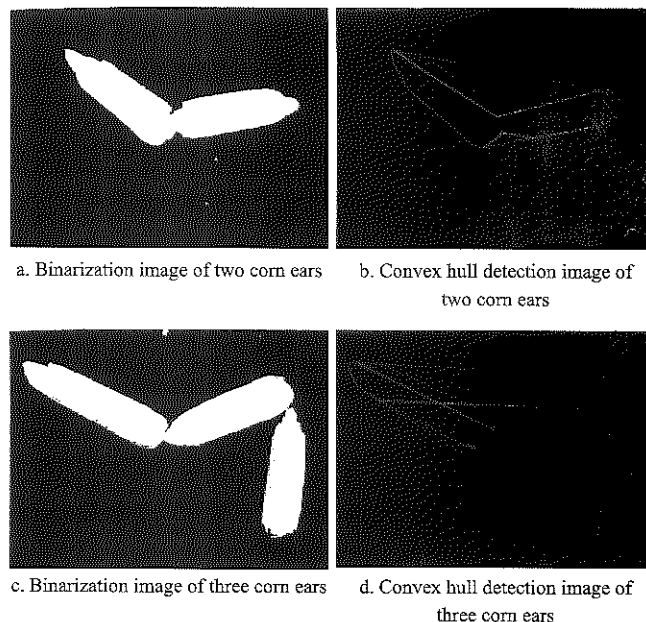 a. Binarization image of two corn ears
b. Convex hull detection image of
two corn ears
c. Binarization image of three corn ears
d. Convex hull detection image of
three corn ears